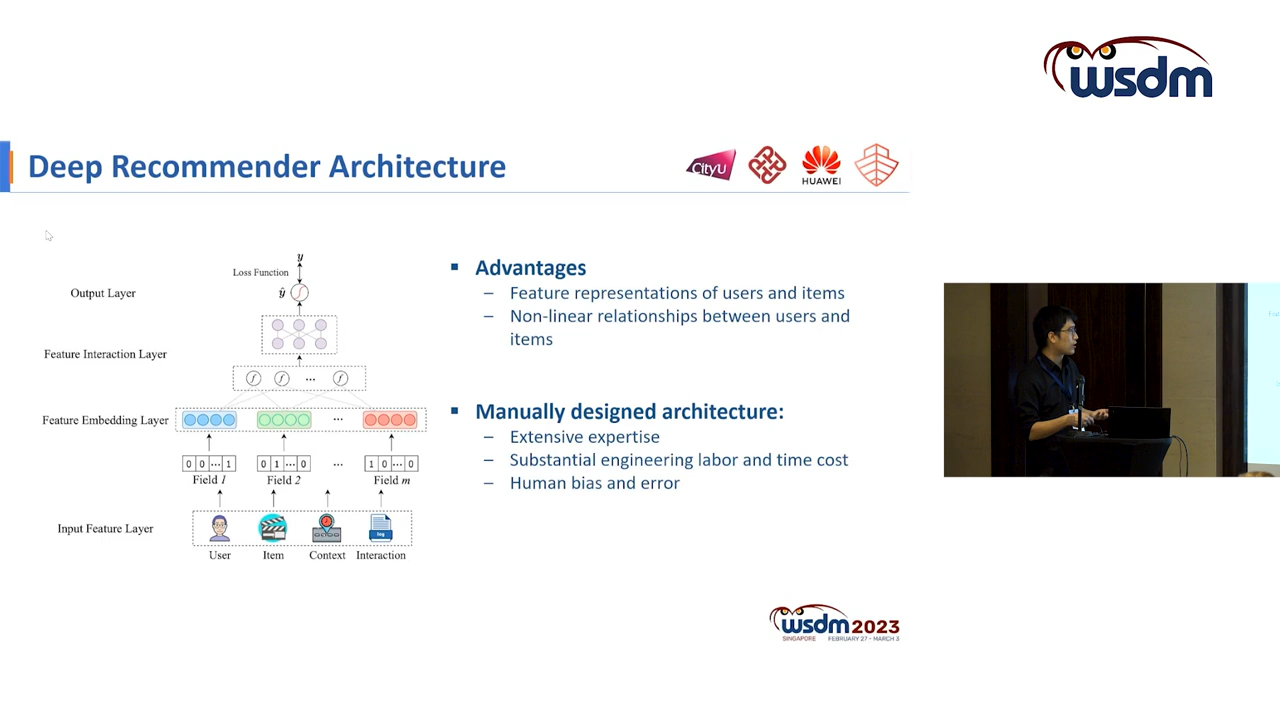 wsdm
Deep Recommender Architecture
CityU
HUAWEI
y
Loss Function
Output Layer
ŷ
Feature Interaction Layer
f f ... f
Feature Embedding Layer
...
0 0 ... 1
0 1 ... 0
...
1 0 ... 0
Field 1
Field 2
Field m
Input Feature Layer
log
User
Item
Context
Interaction
▪ Advantages
– Feature representations of users and items
– Non-linear relationships between users and
items
▪ Manually designed architecture:
– Extensive expertise
– Substantial engineering labor and time cost
– Human bias and error
wsdm2023
SINGAPORE FEBRUARY 27 - MARCH 3